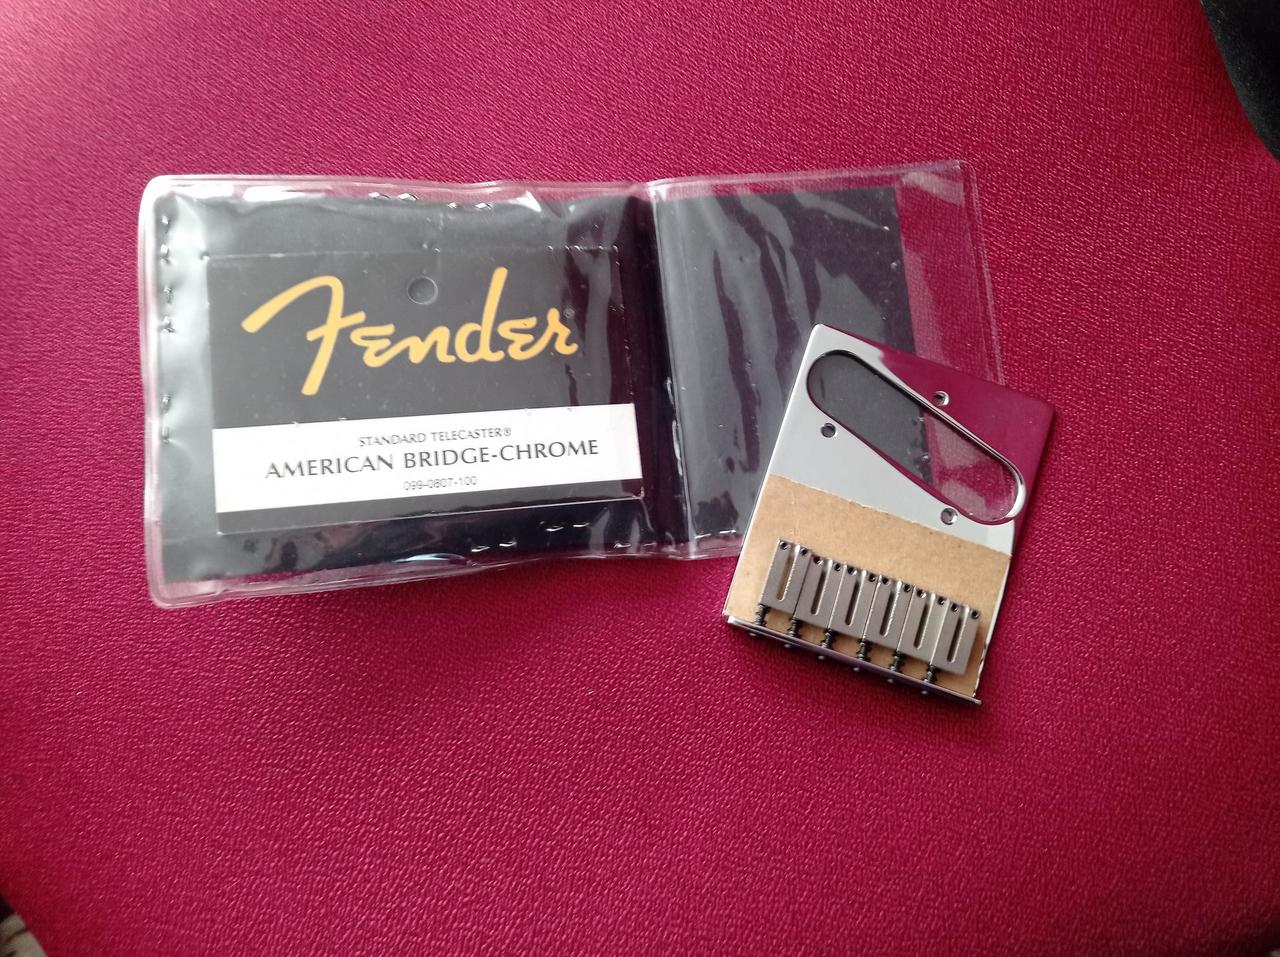 Fender®
STANDARD TELECASTER®
AMERICAN BRIDGE-CHROME
099-0807-100